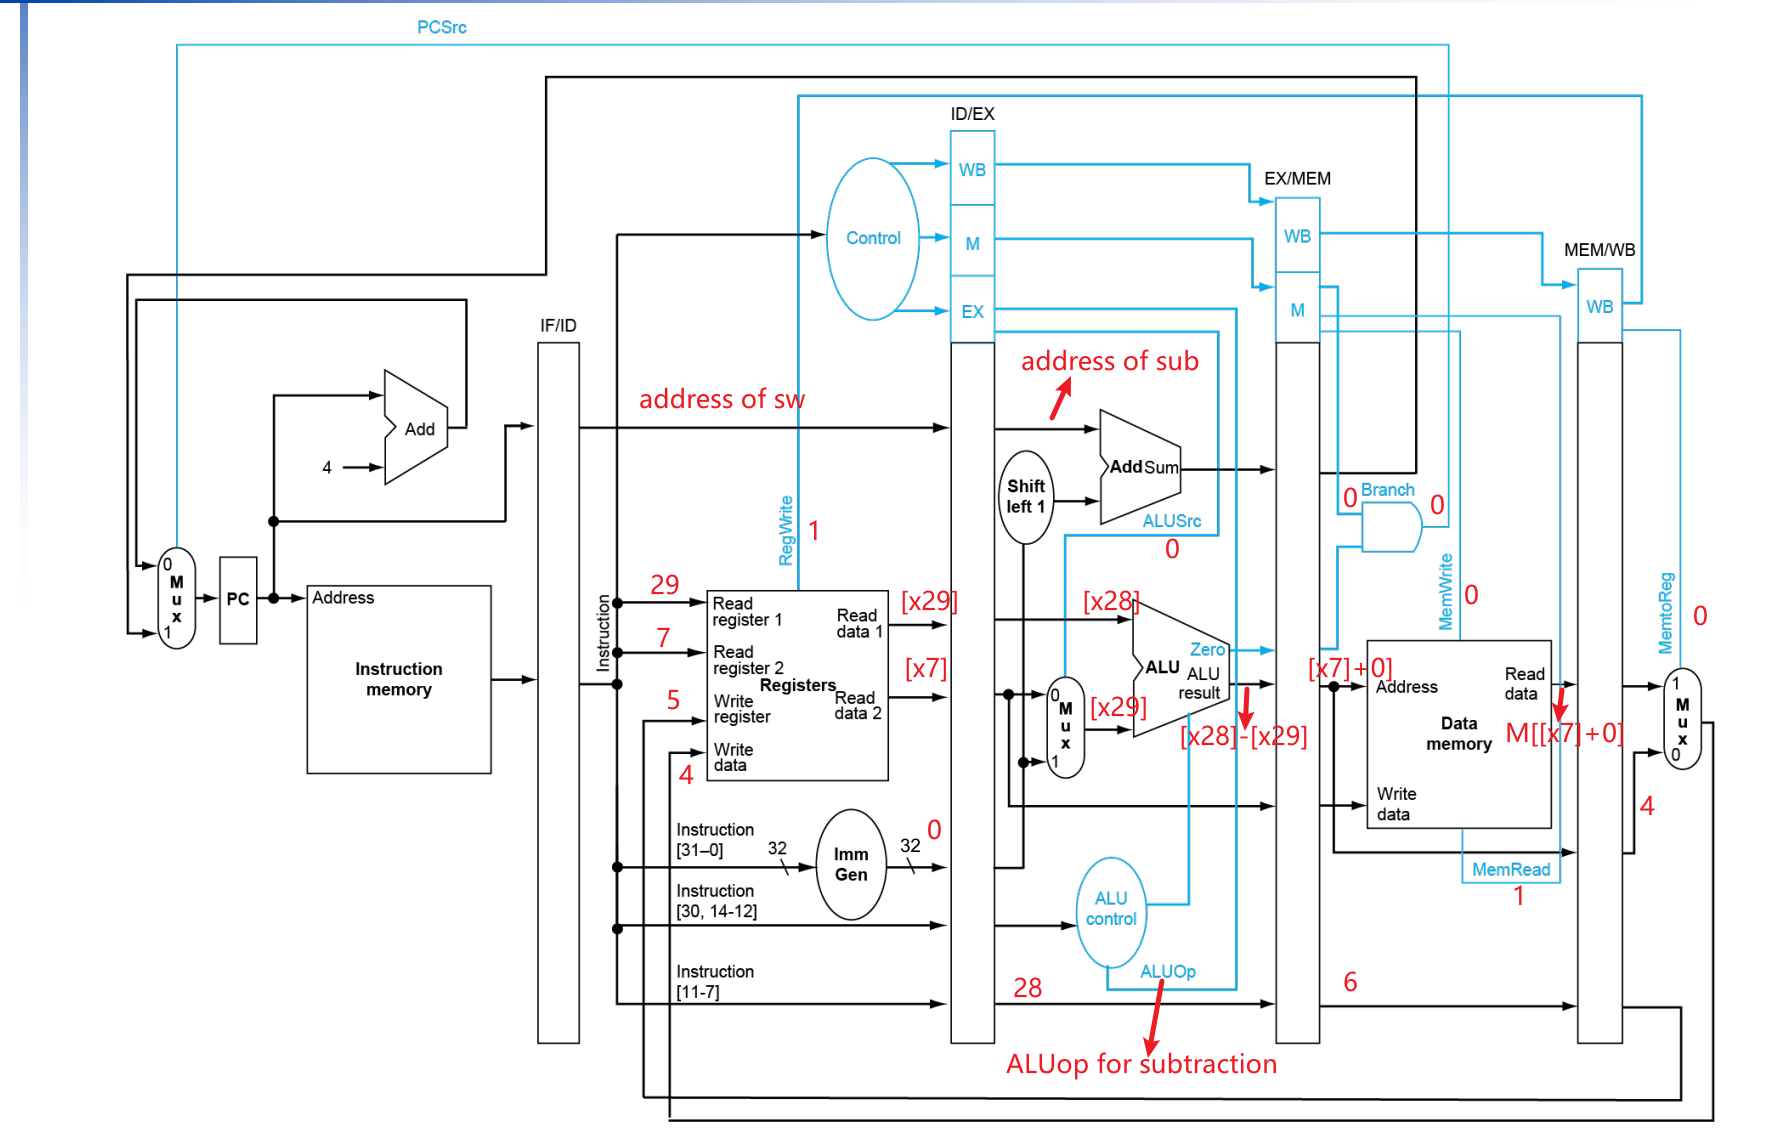 PCSrc
ID/EX
WB
EX/MEM
Control
M
WB
MEM/WB
EX
M
WB
IF/ID
address of sub
address of sw
Add
4
Shift
left 1
Add Sum
0
Branch
0
RegWrite
1
ALUSrc
0
MemWrite
0
MemtoReg
0
0
M
u
x
1
PC
Address
Instruction
memory
Instruction
29
7
5
4
Read
register 1
Read
register 2
Registers
Write
register
Write
data
Read
data 1
Read
data 2
[x29]
[x7]
[x28]
0
M
u
x
1
[x29]
Zero
ALU
ALU
result
[x28]-[x29]
[x7]+0]
Address
Read
data
Data
memory
M[[x7]+0]
Write
data
1
M
u
x
0
4
MemRead
1
Instruction
[31–0]
32
Imm
Gen
0
32
Instruction
[30, 14-12]
ALU
control
ALUOp
Instruction
[11-7]
28
6
ALUop for subtraction